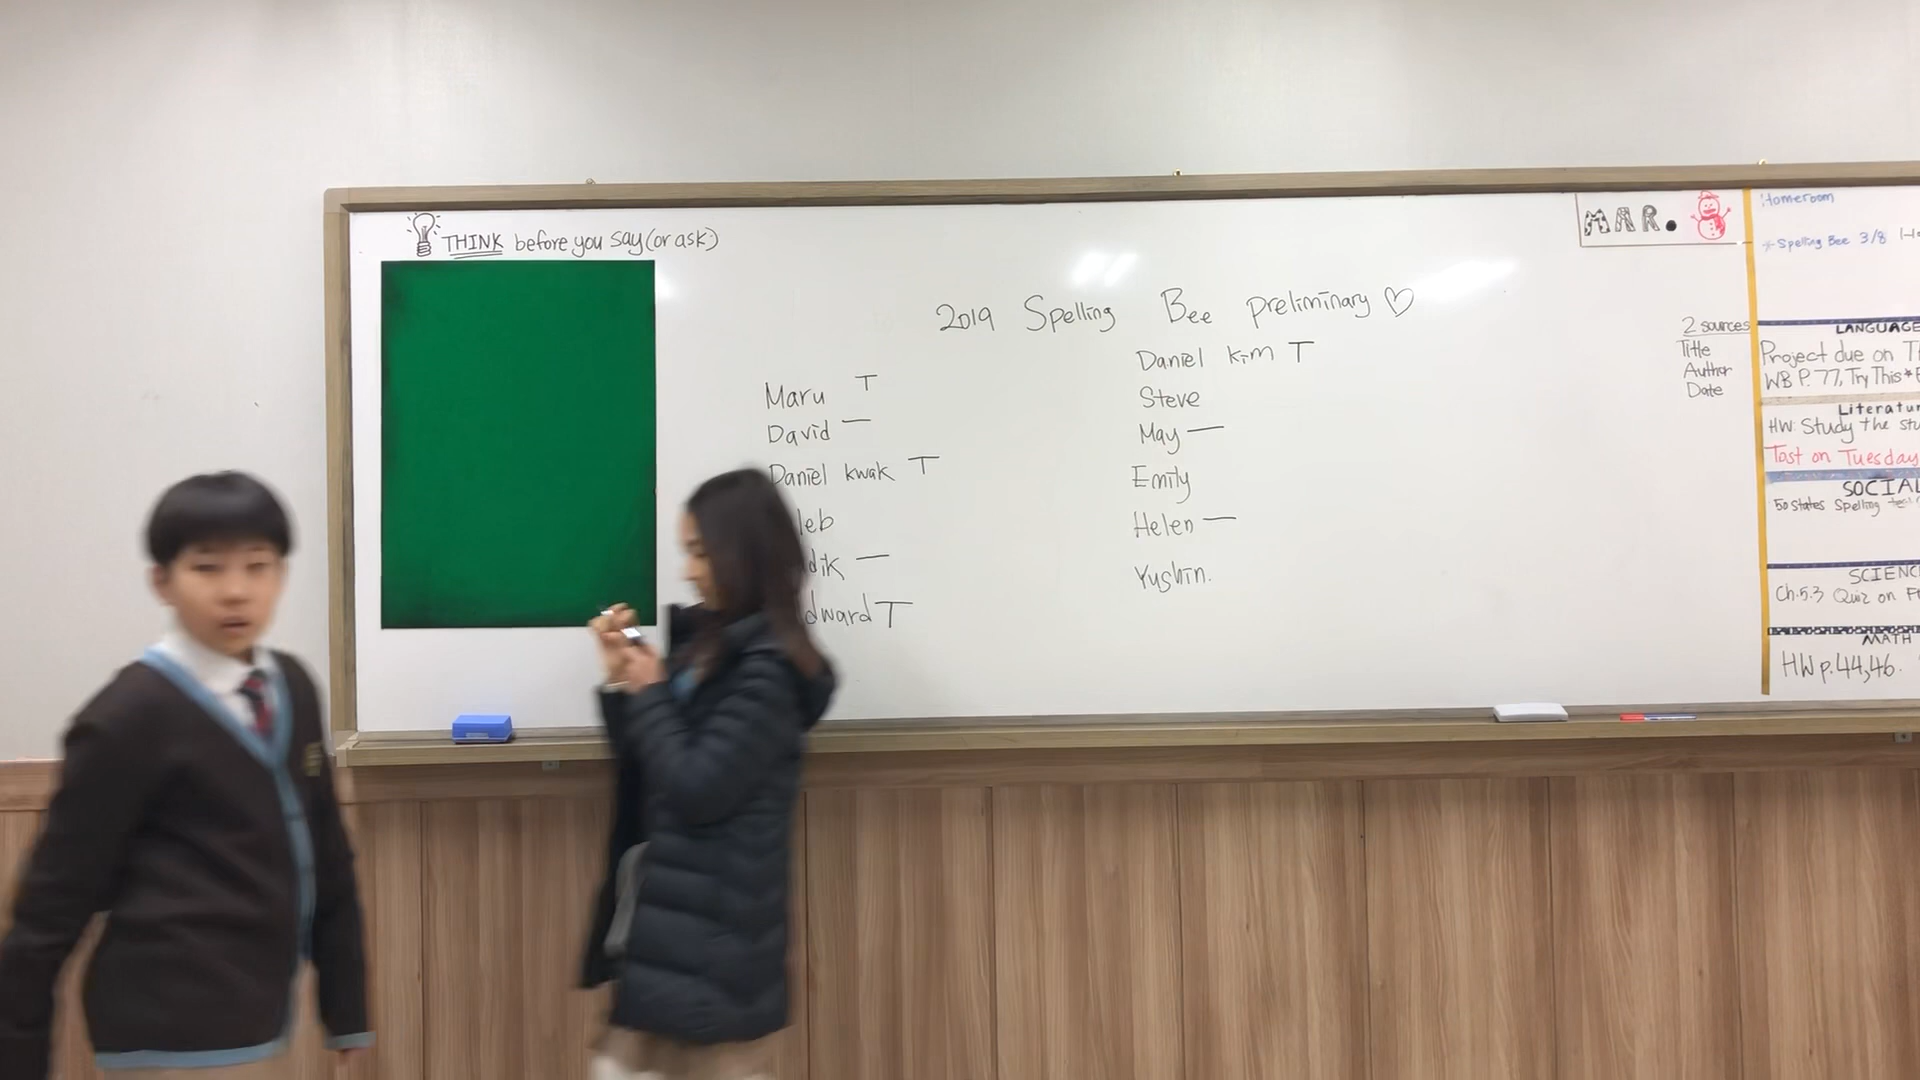 THINK before you say (or ask)
2019 Spelling Bee preliminary ♡
Maru T
David —
Daniel kwak T
leb
dik —
dward T
Daniel kim T
Steve
May —
Emily
Helen —
Yushin.
MAR.
2 sources
Title
Author
Date
Homeroom
Spelling Bee 3/8
LANGUAGE
Project due on
WB P. 77, Try This*
Literatur
HW: Study the
Tost on Tuesday
SOCIAL
50 States Spelling
SCIENC
Ch.5.3 Quiz on
MATH
HW p.44,46.